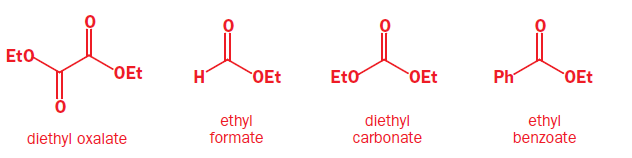 O
EtO
OEt
O
diethyl oxalate
O
H
OEt
ethyl
formate
O
EtO
OEt
diethyl
carbonate
O
Ph
OEt
ethyl
benzoate